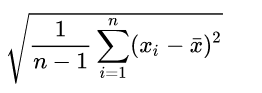 √(1/(n − 1) ∑_{i=1}^{n} (x_i − x̄)²)